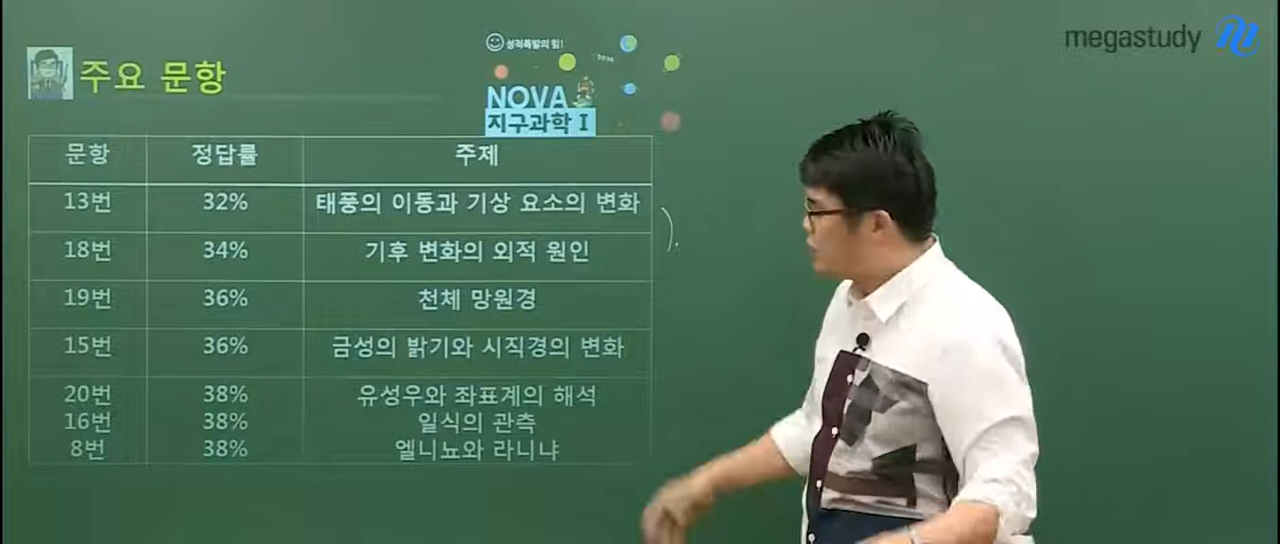 megastudy
성적폭발의 힘!
주요 문항
NOVA
지구과학 I
문항 정답률 주제
13번 32% 태풍의 이동과 기상 요소의 변화
18번 34% 기후 변화의 외적 원인
19번 36% 천체 망원경
15번 36% 금성의 밝기와 시직경의 변화
20번 38% 유성우와 좌표계의 해석
16번 38% 일식의 관측
8번 38% 엘니뇨와 라니냐